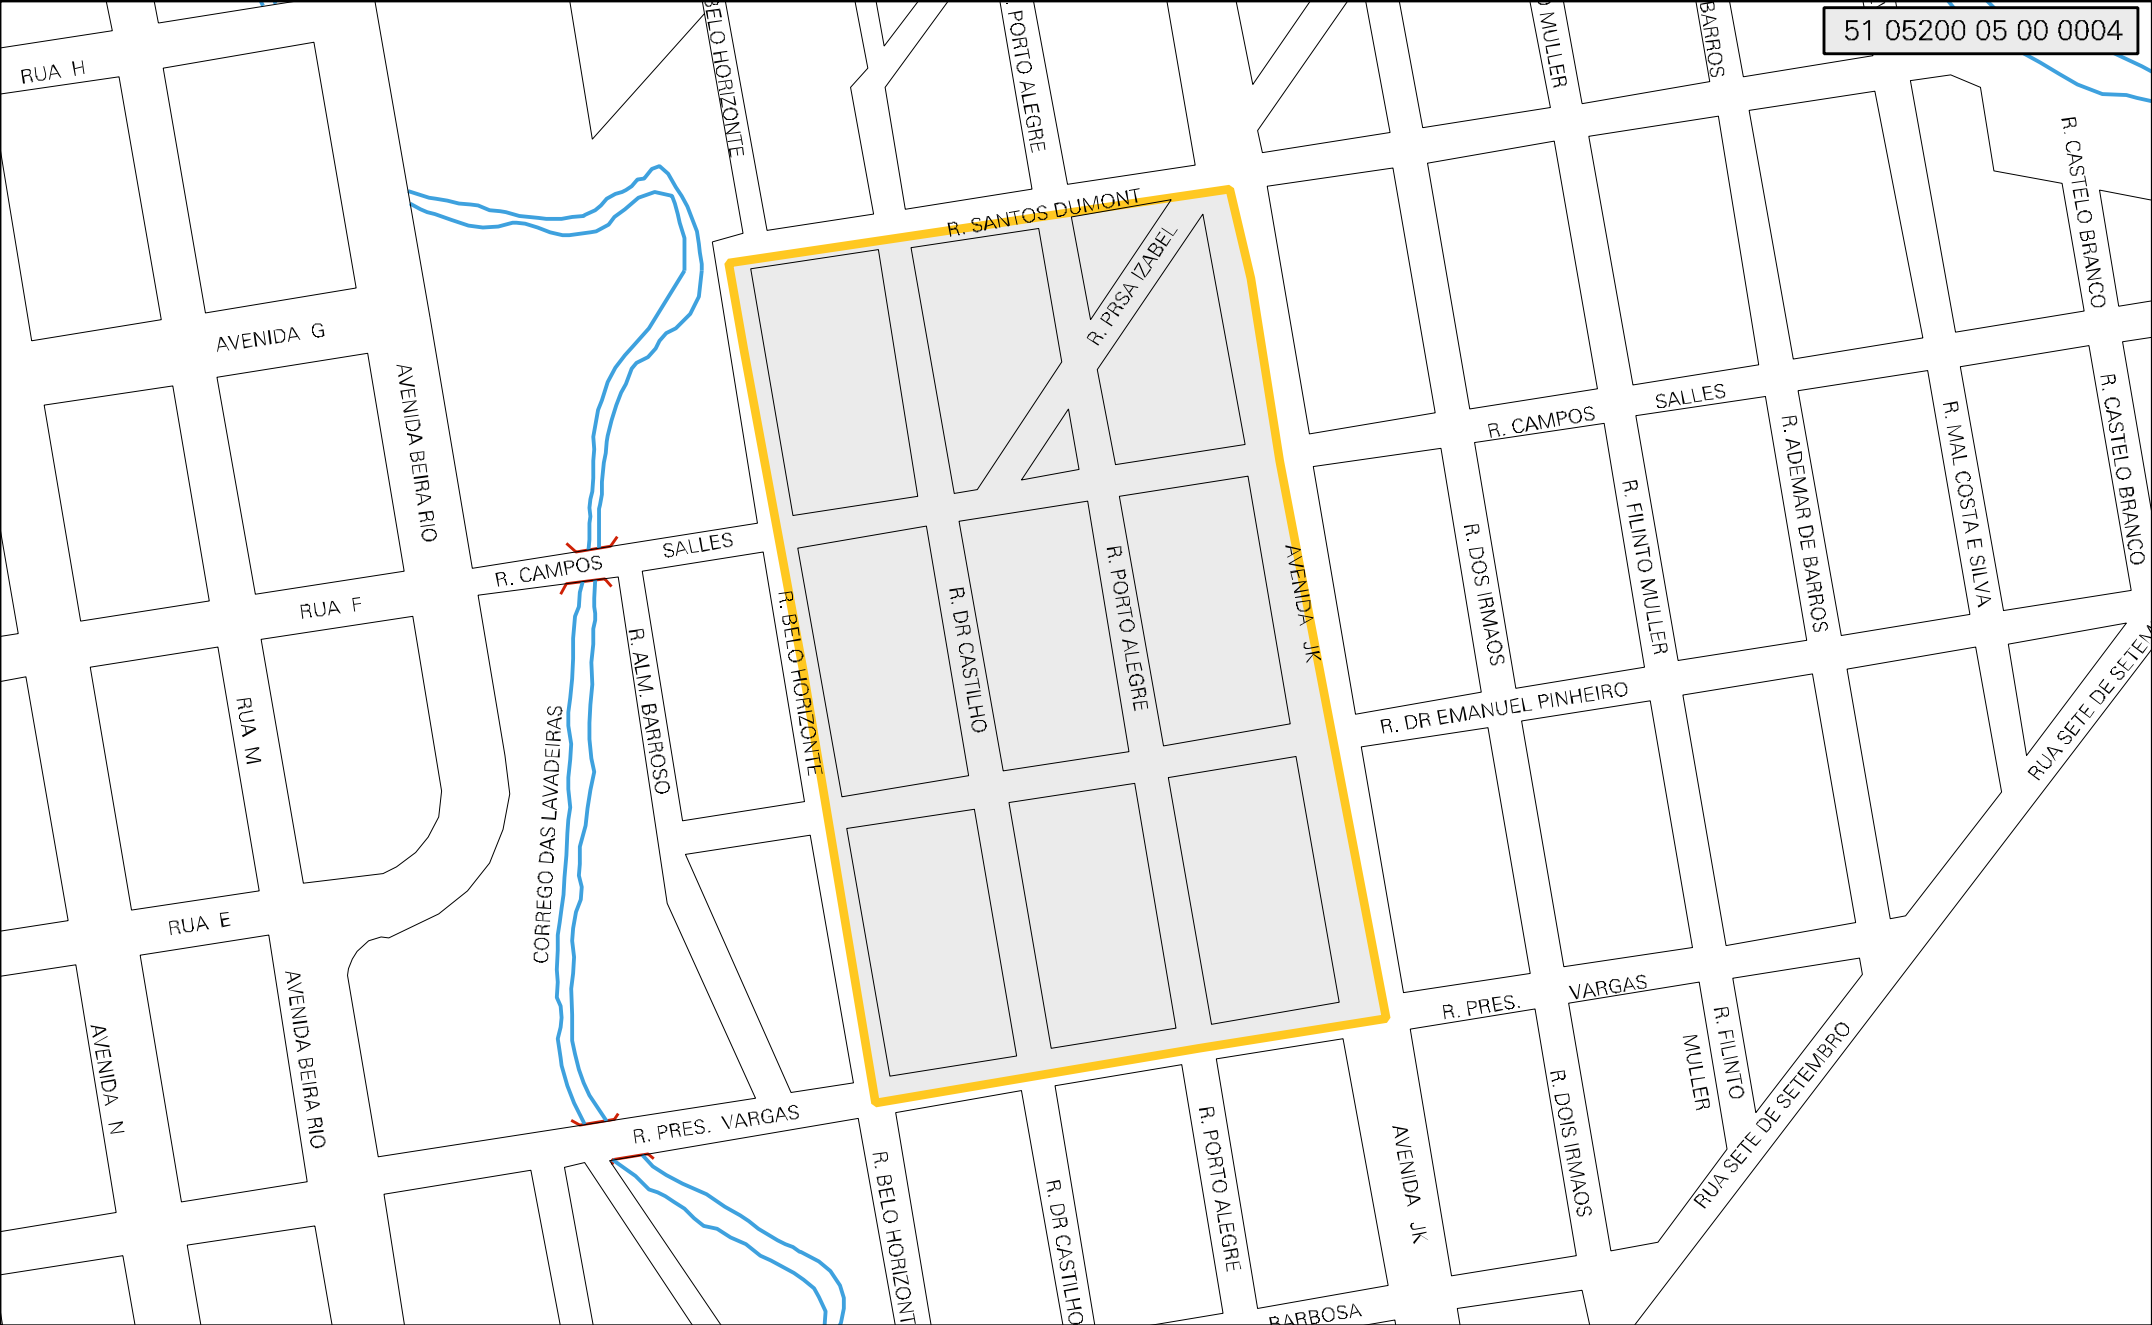 51 05200 05 00 0004
RUA H
BELO HORIZONTE
PORTO ALEGRE
MULLER
BARROS
R. CASTELO BRANCO
R. SANTOS DUMONT
R. PRSA IZABEL
AVENIDA G
AVENIDA BEIRA RIO
R. CAMPOS SALLES
R. CASTELO BRANCO
R. MAL COSTA E SILVA
R. ADEMAR DE BARROS
R. FILINTO MULLER
R. DOS IRMAOS
R. CAMPOS SALLES
RUA F
R. ALM. BARROSO
R. BELO HORIZONTE
R. DR CASTILHO
R. PORTO ALEGRE
AVENIDA JK
R. DR EMANUEL PINHEIRO
RUA SETE DE SETEM
RUA M
CORREGO DAS LAVADEIRAS
RUA E
AVENIDA BEIRA RIO
AVENIDA N
R. PRES. VARGAS
R. FILINTO
MULLER
RUA SETE DE SETEMBRO
R. DOIS IRMAOS
R. PRES. VARGAS
R. BELO HORIZONT
R. DR CASTILHO
R. PORTO ALEGRE
AVENIDA JK
BARBOSA